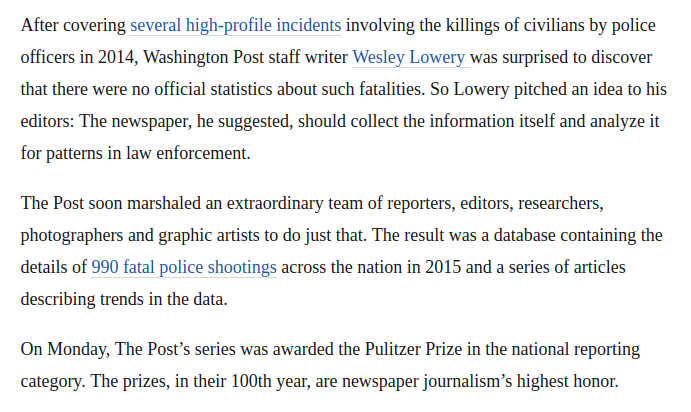 After covering several high-profile incidents involving the killings of civilians by police
officers in 2014, Washington Post staff writer Wesley Lowery was surprised to discover
that there were no official statistics about such fatalities. So Lowery pitched an idea to his
editors: The newspaper, he suggested, should collect the information itself and analyze it
for patterns in law enforcement.
The Post soon marshaled an extraordinary team of reporters, editors, researchers,
photographers and graphic artists to do just that. The result was a database containing the
details of 990 fatal police shootings across the nation in 2015 and a series of articles
describing trends in the data.
On Monday, The Post’s series was awarded the Pulitzer Prize in the national reporting
category. The prizes, in their 100th year, are newspaper journalism’s highest honor.